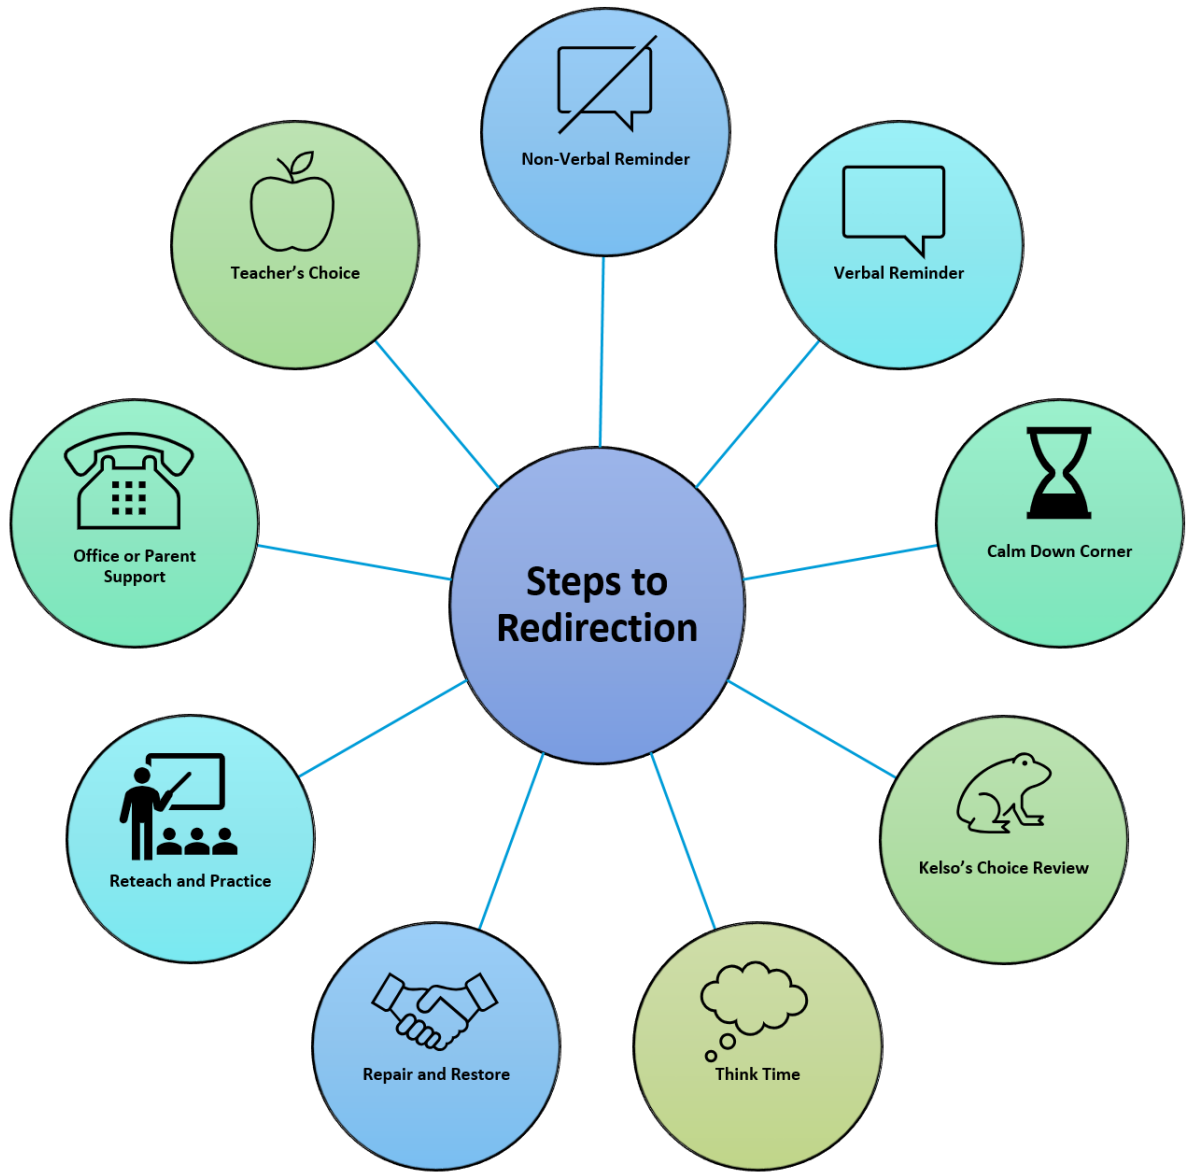 Non-Verbal Reminder
Verbal Reminder
Teacher's Choice
Calm Down Corner
Office or Parent
Support
Steps to
Redirection
Kelso's Choice Review
Reteach and Practice
Repair and Restore
Think Time